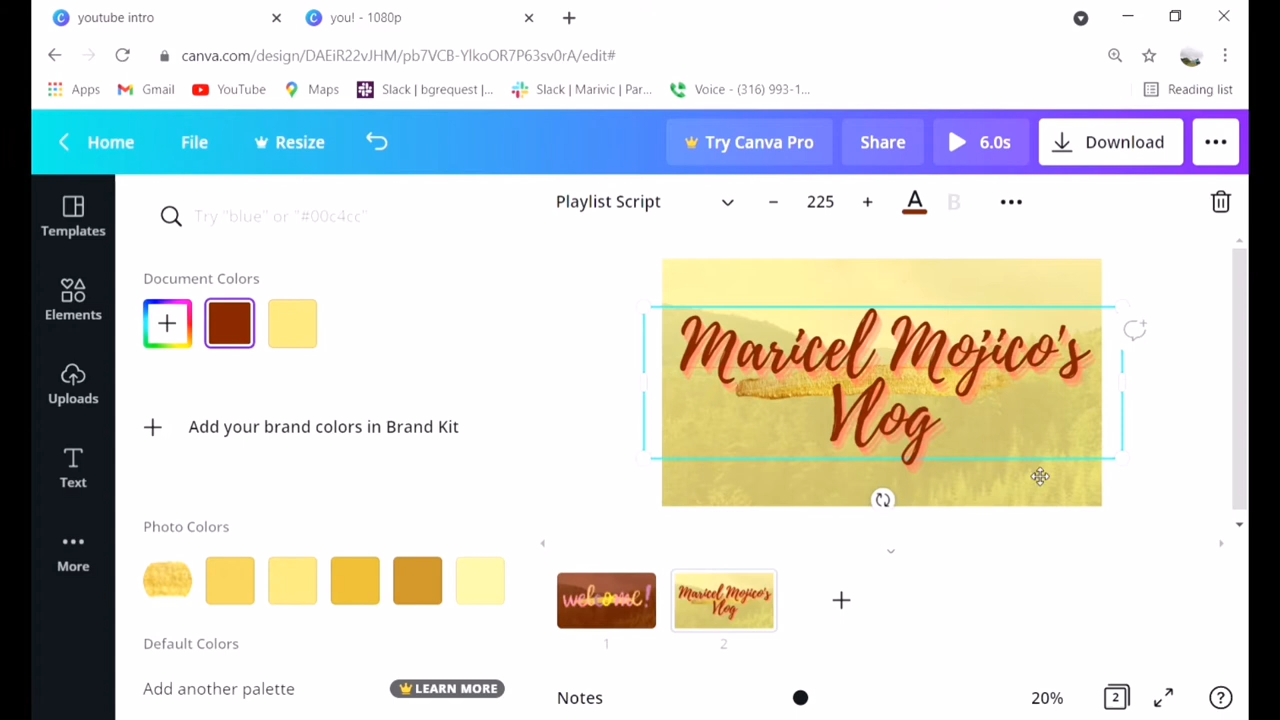 youtube intro
you! - 1080p
canva.com/design/DAEiR22vJHM/pb7VCB-YlkoOR7P63sv0rA/edit#
Apps
Gmail
YouTube
Maps
Slack | bgrequest |...
Slack | Marivic | Par...
Voice - (316) 993-1...
Reading list
Home
File
Resize
Try Canva Pro
Share
6.0s
Download
Templates
Elements
Uploads
Text
More
Try "blue" or "#00c4cc"
Document Colors
Add your brand colors in Brand Kit
Photo Colors
Default Colors
Add another palette
LEARN MORE
Playlist Script
225
A
B
Maricel Mojico's
Vlog
welcome!
Maricel Mojico's
Vlog
1
2
Notes
20%
2